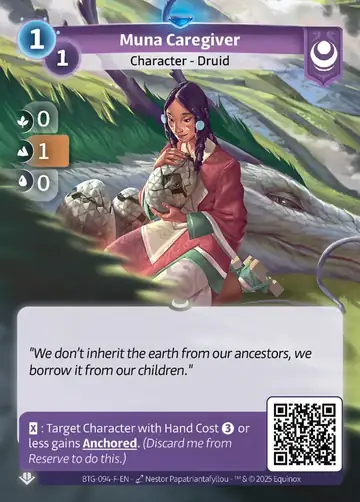 1 Muna Caregiver
1 Character - Druid
0
1
0
"We don't inherit the earth from our ancestors, we
borrow it from our children."
X : Target Character with Hand Cost 3 or
less gains Anchored. (Discard me from
Reserve to do this.)
BTG-094-F-EN - Nestor Papatriantafyllou - ™ & © 2025 Equinox